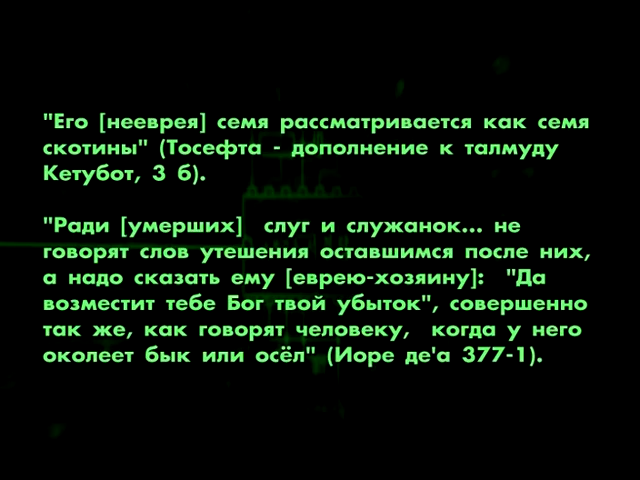 "Его [нееврея] семя рассматривается как семя
скотины" (Тосефта - дополнение к талмуду
Кетубот, 3 б).
"Ради [умерших] слуг и служанок... не
говорят слов утешения оставшимся после них,
а надо сказать ему [еврею-хозяину]: "Да
возместит тебе Бог твой убыток", совершенно
так же, как говорят человеку, когда у него
околеет бык или осёл" (Иоре де'а 377-1).